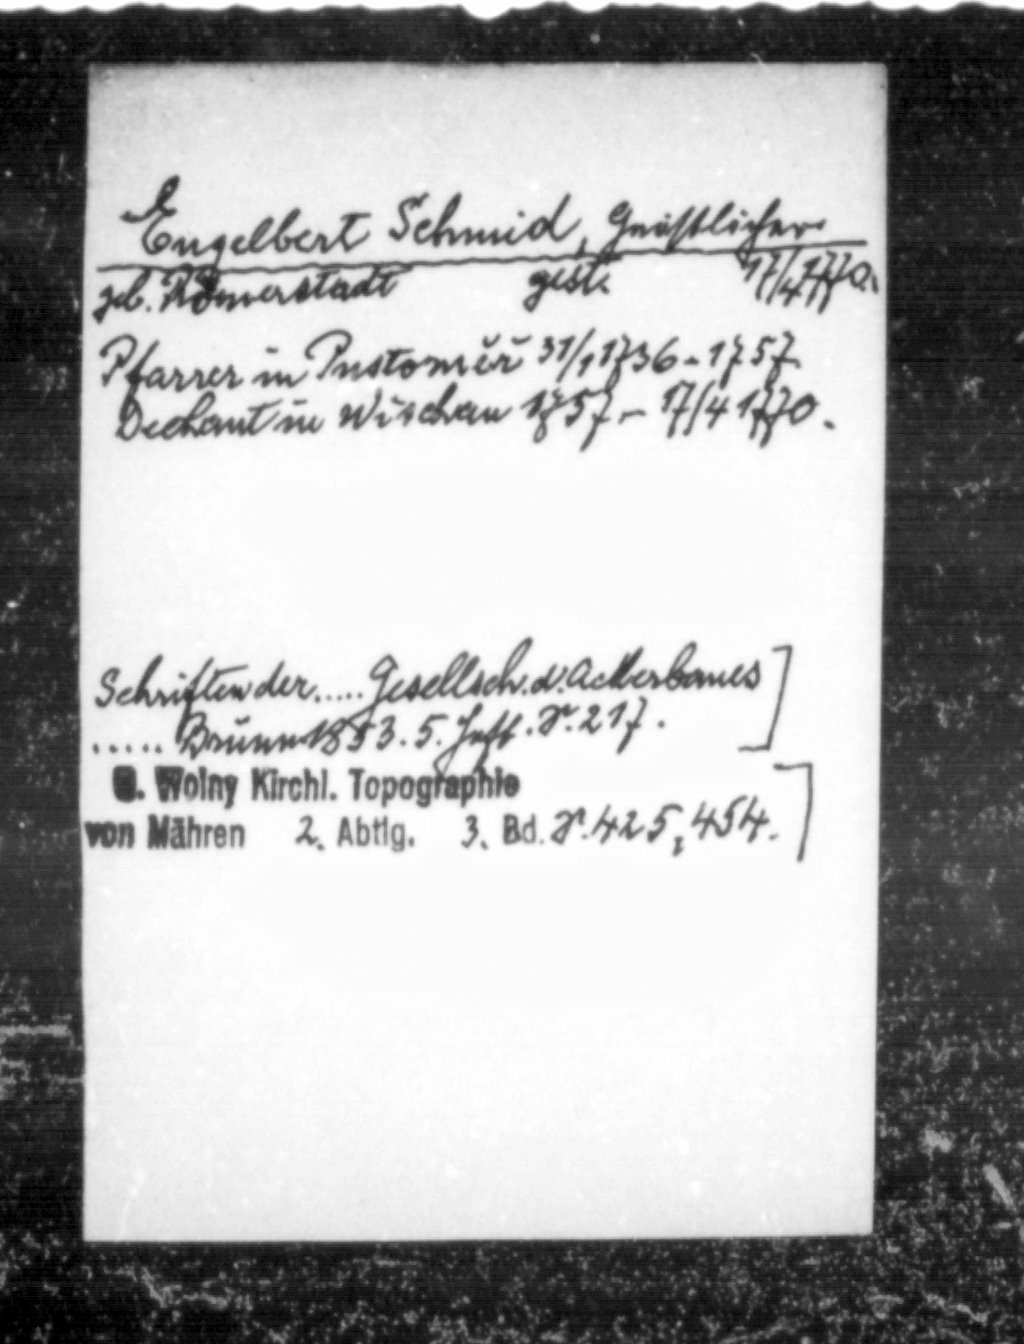 Engelbert Schmid, Geistlicher
geb. Römerstadt gest. 17/4 1770.
Pfarrer in Pustoměř 31/1 1736 - 1757
Dechant in Wischau 1757 - 17/4 1770.
Schriften der ..... Gesellsch. d. Ackerbaues
..... Brünn 1853. 5. Heft. S. 217.
G. Wolny Kirchl. Topographie
von Mähren 2. Abtlg. 3. Bd. S. 425, 454.